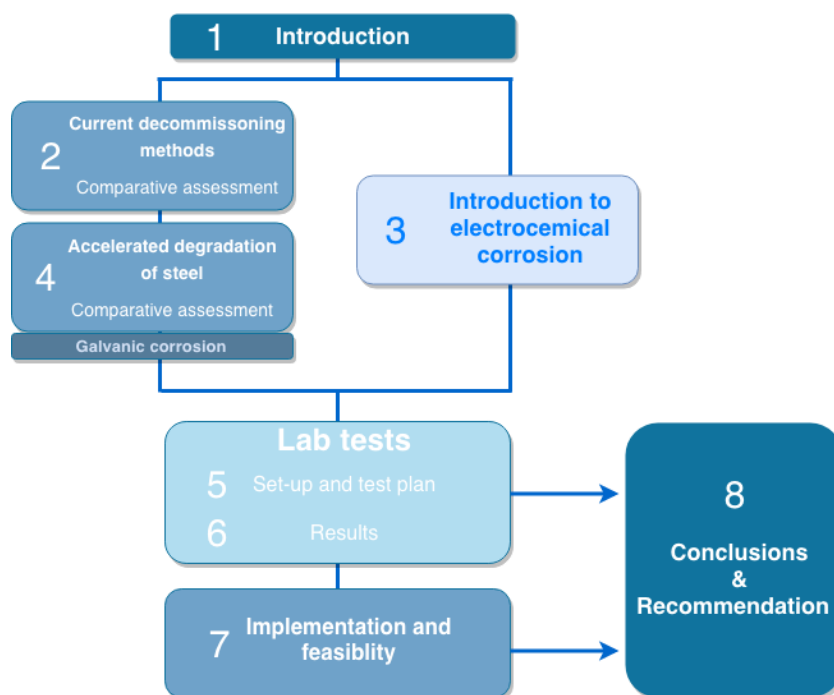 1 Introduction
2 Current decommissoning
methods
Comparative assessment
3 Introduction to
electrocemical
corrosion
4 Accelerated degradation
of steel
Comparative assessment
Galvanic corrosion
Lab tests
5 Set-up and test plan
6 Results
7 Implementation and
feasiblity
8
Conclusions
&
Recommendation